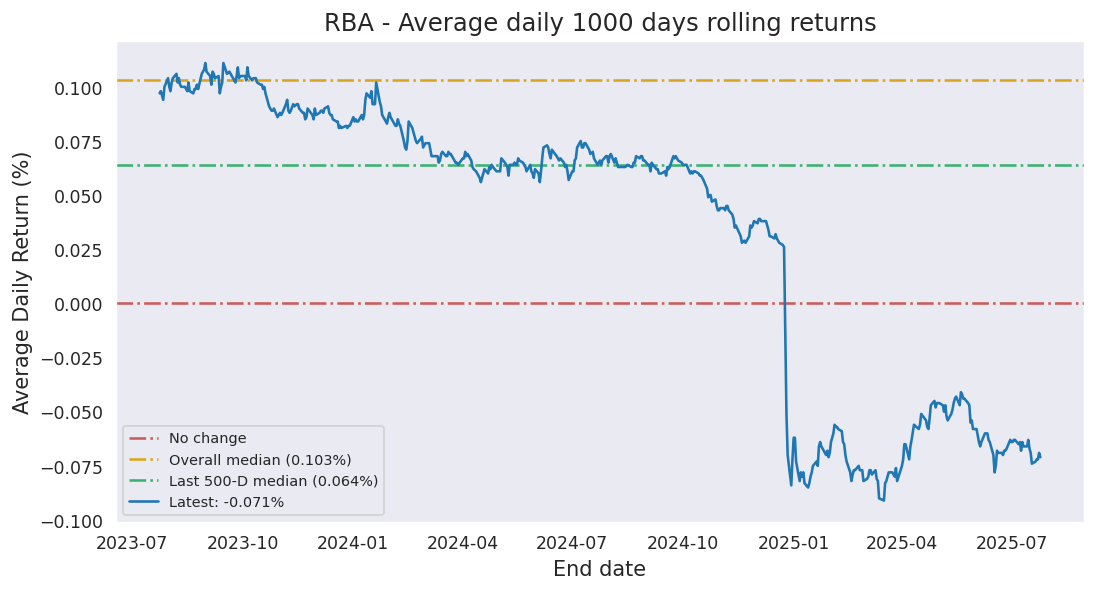 RBA - Average daily 1000 days rolling returns
Average Daily Return (%)
0.100
0.075
0.050
0.025
0.000
−0.025
−0.050
−0.075
−0.100
No change
Overall median (0.103%)
Last 500-D median (0.064%)
Latest: -0.071%
2023-07 2023-10 2024-01 2024-04 2024-07 2024-10 2025-01 2025-04 2025-07
End date